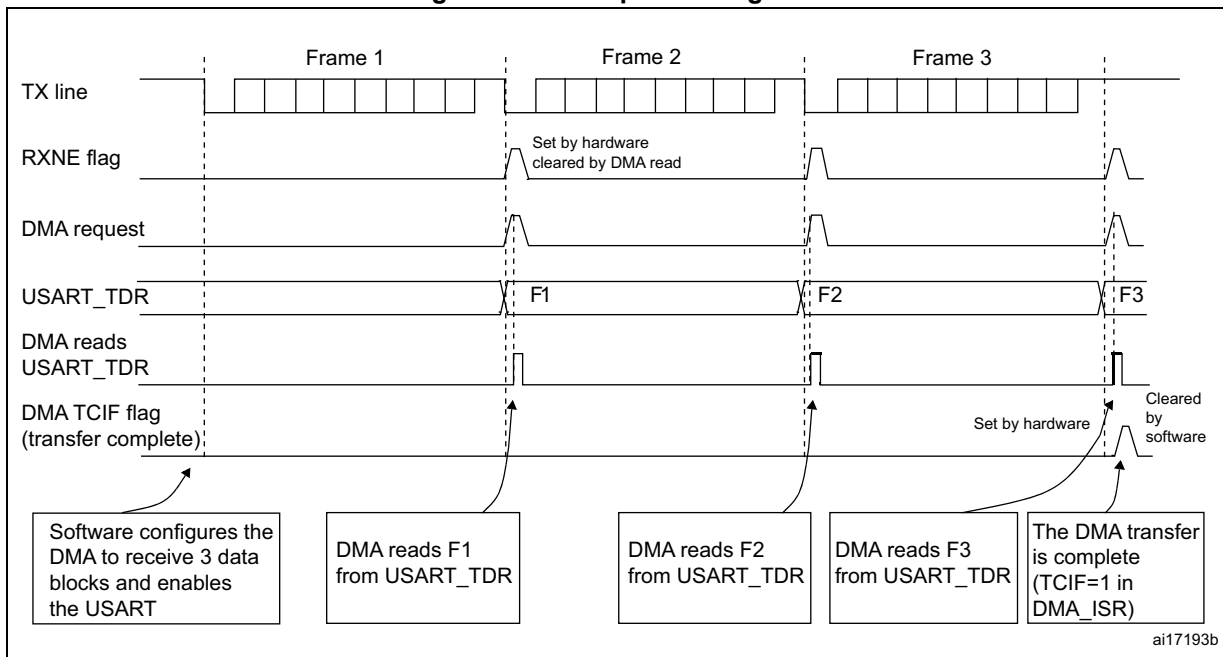 Frame 1
Frame 2
Frame 3
TX line
Set by hardware
cleared by DMA read
RXNE flag
DMA request
USART_TDR
F1
F2
F3
DMA reads
USART_TDR
DMA TCIF flag
(transfer complete)
Set by hardware
Cleared
by
software
Software configures the
DMA to receive 3 data
blocks and enables
the USART
DMA reads F1
from USART_TDR
DMA reads F2
from USART_TDR
DMA reads F3
from USART_TDR
The DMA transfer
is complete
(TCIF=1 in
DMA_ISR)
ai17193b